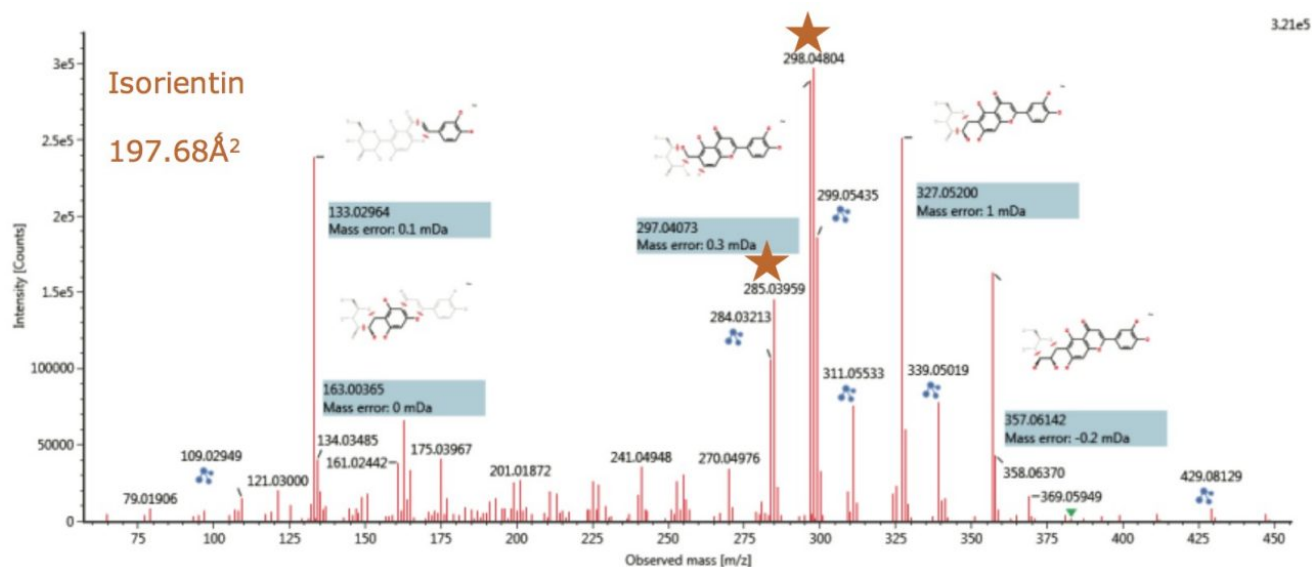 3.21e5
Isorientin
197.68Å²
Intensity [Counts]
3e5
2.5e5
2e5
1.5e5
100000
50000
0
298.04804
133.02964
Mass error: 0.1 mDa
297.04073
Mass error: 0.3 mDa
299.05435
327.05200
Mass error: 1 mDa
285.03959
284.03213
163.00365
Mass error: 0 mDa
311.05533
339.05019
357.06142
Mass error: -0.2 mDa
109.02949
134.03485
161.02442
175.03967
241.04948
270.04976
358.06370
79.01906
121.03000
201.01872
369.05949
429.08129
75 100 125 150 175 200 225 250 275 300 325 350 375 400 425 450
Observed mass [m/z]